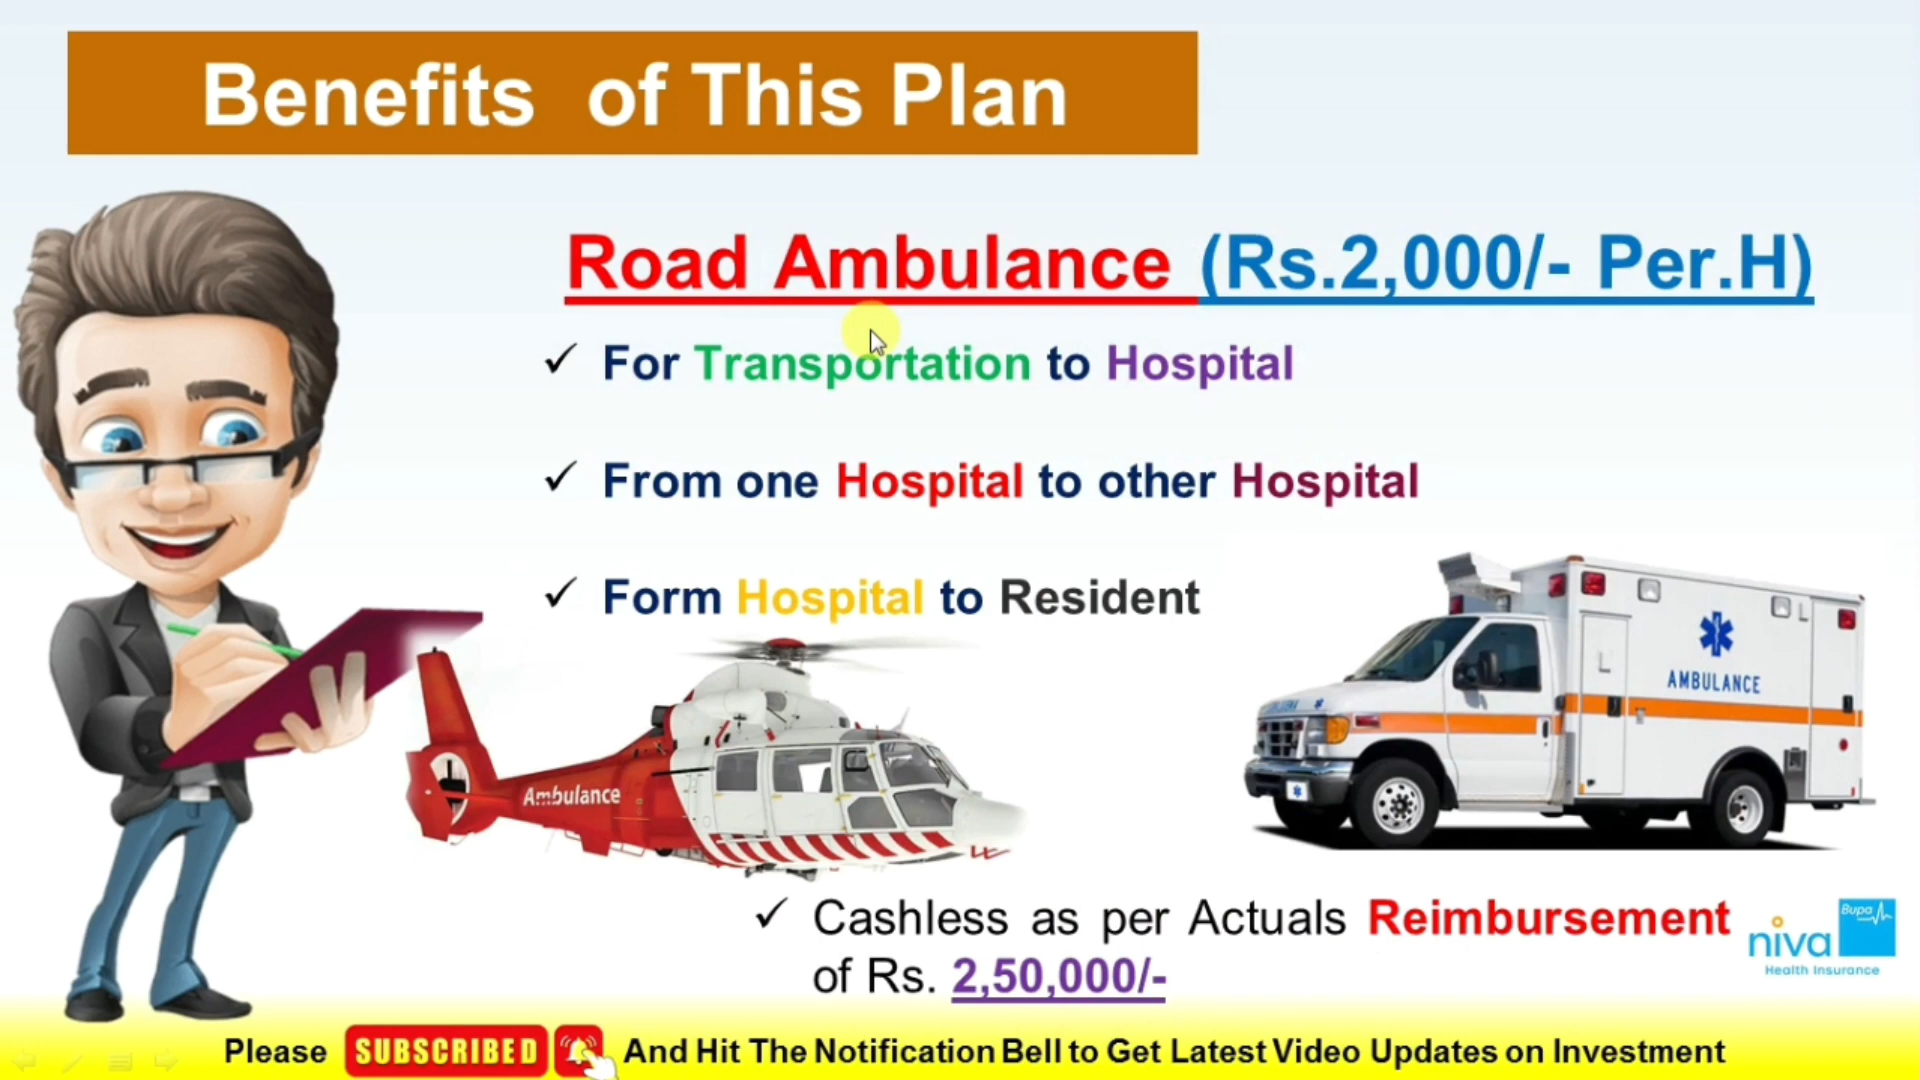 Benefits of This Plan
Road Ambulance (Rs.2,000/- Per.H)
✓ For Transportation to Hospital
✓ From one Hospital to other Hospital
✓ Form Hospital to Resident
Ambulance
AMBULANCE
✓ Cashless as per Actuals Reimbursement
of Rs. 2,50,000/-
Bupa
niva
Health Insurance
Please SUBSCRIBED And Hit The Notification Bell to Get Latest Video Updates on Investment